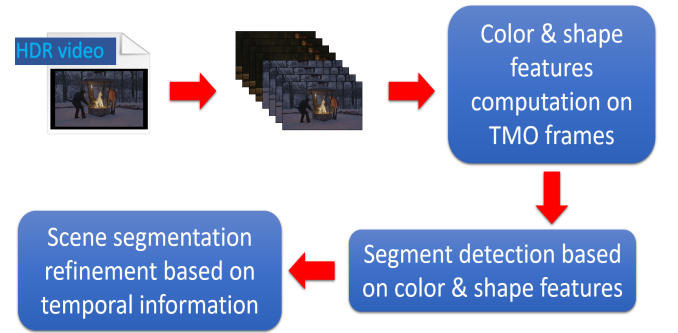 HDR video
Color & shape
features
computation on
TMO frames
Segment detection based
on color & shape features
Scene segmentation
refinement based on
temporal information